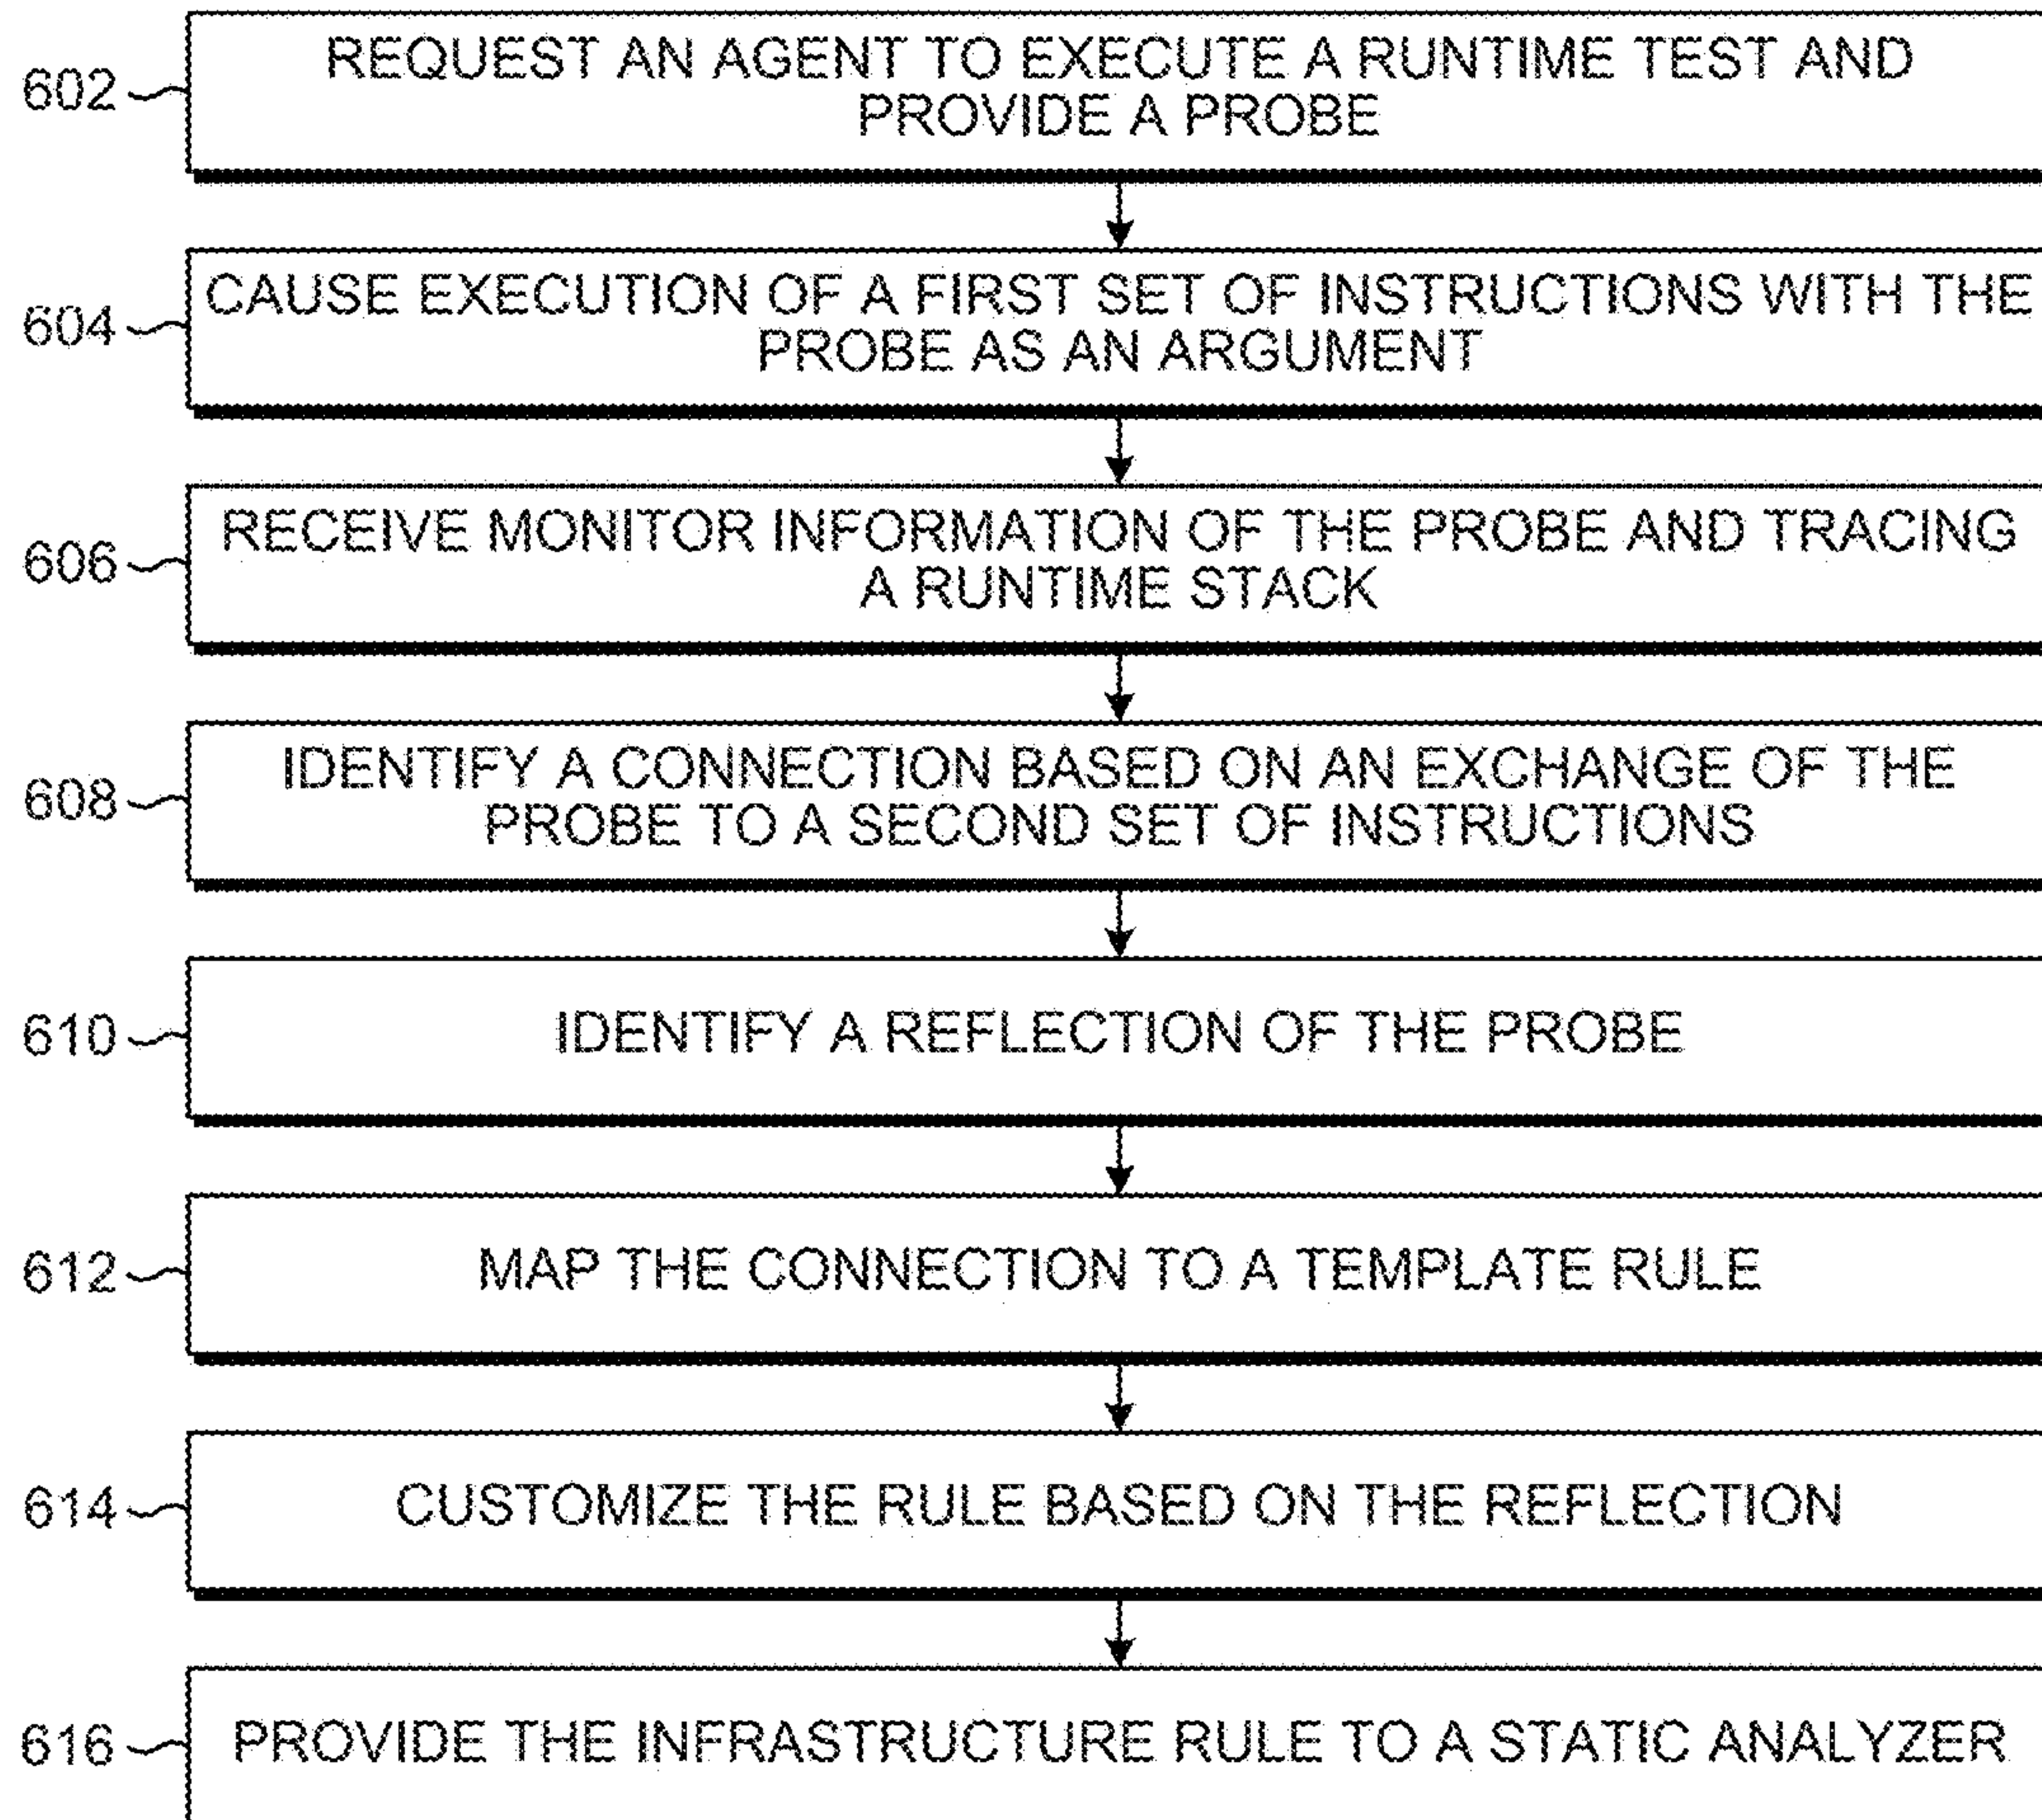 602
REQUEST AN AGENT TO EXECUTE A RUNTIME TEST AND
PROVIDE A PROBE
604
CAUSE EXECUTION OF A FIRST SET OF INSTRUCTIONS WITH THE
PROBE AS AN ARGUMENT
606
RECEIVE MONITOR INFORMATION OF THE PROBE AND TRACING
A RUNTIME STACK
608
IDENTIFY A CONNECTION BASED ON AN EXCHANGE OF THE
PROBE TO A SECOND SET OF INSTRUCTIONS
610
IDENTIFY A REFLECTION OF THE PROBE
612
MAP THE CONNECTION TO A TEMPLATE RULE
614
CUSTOMIZE THE RULE BASED ON THE REFLECTION
616
PROVIDE THE INFRASTRUCTURE RULE TO A STATIC ANALYZER